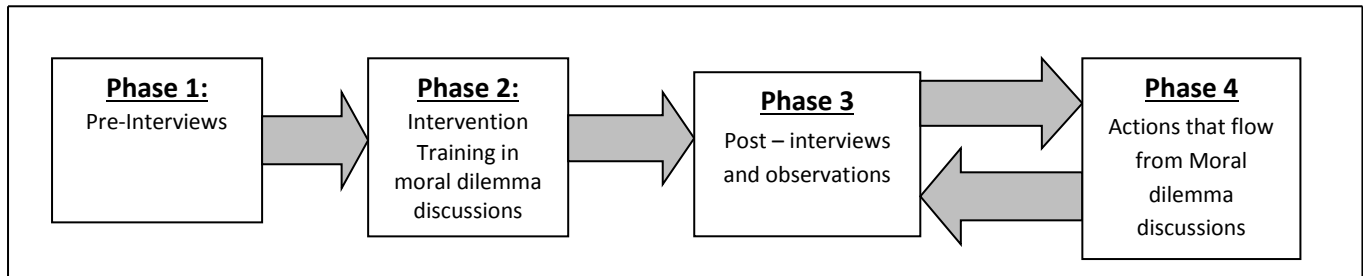 Phase 1:
Pre-Interviews
Phase 2:
Intervention
Training in
moral dilemma
discussions
Phase 3
Post – interviews
and observations
Phase 4
Actions that flow
from Moral
dilemma
discussions